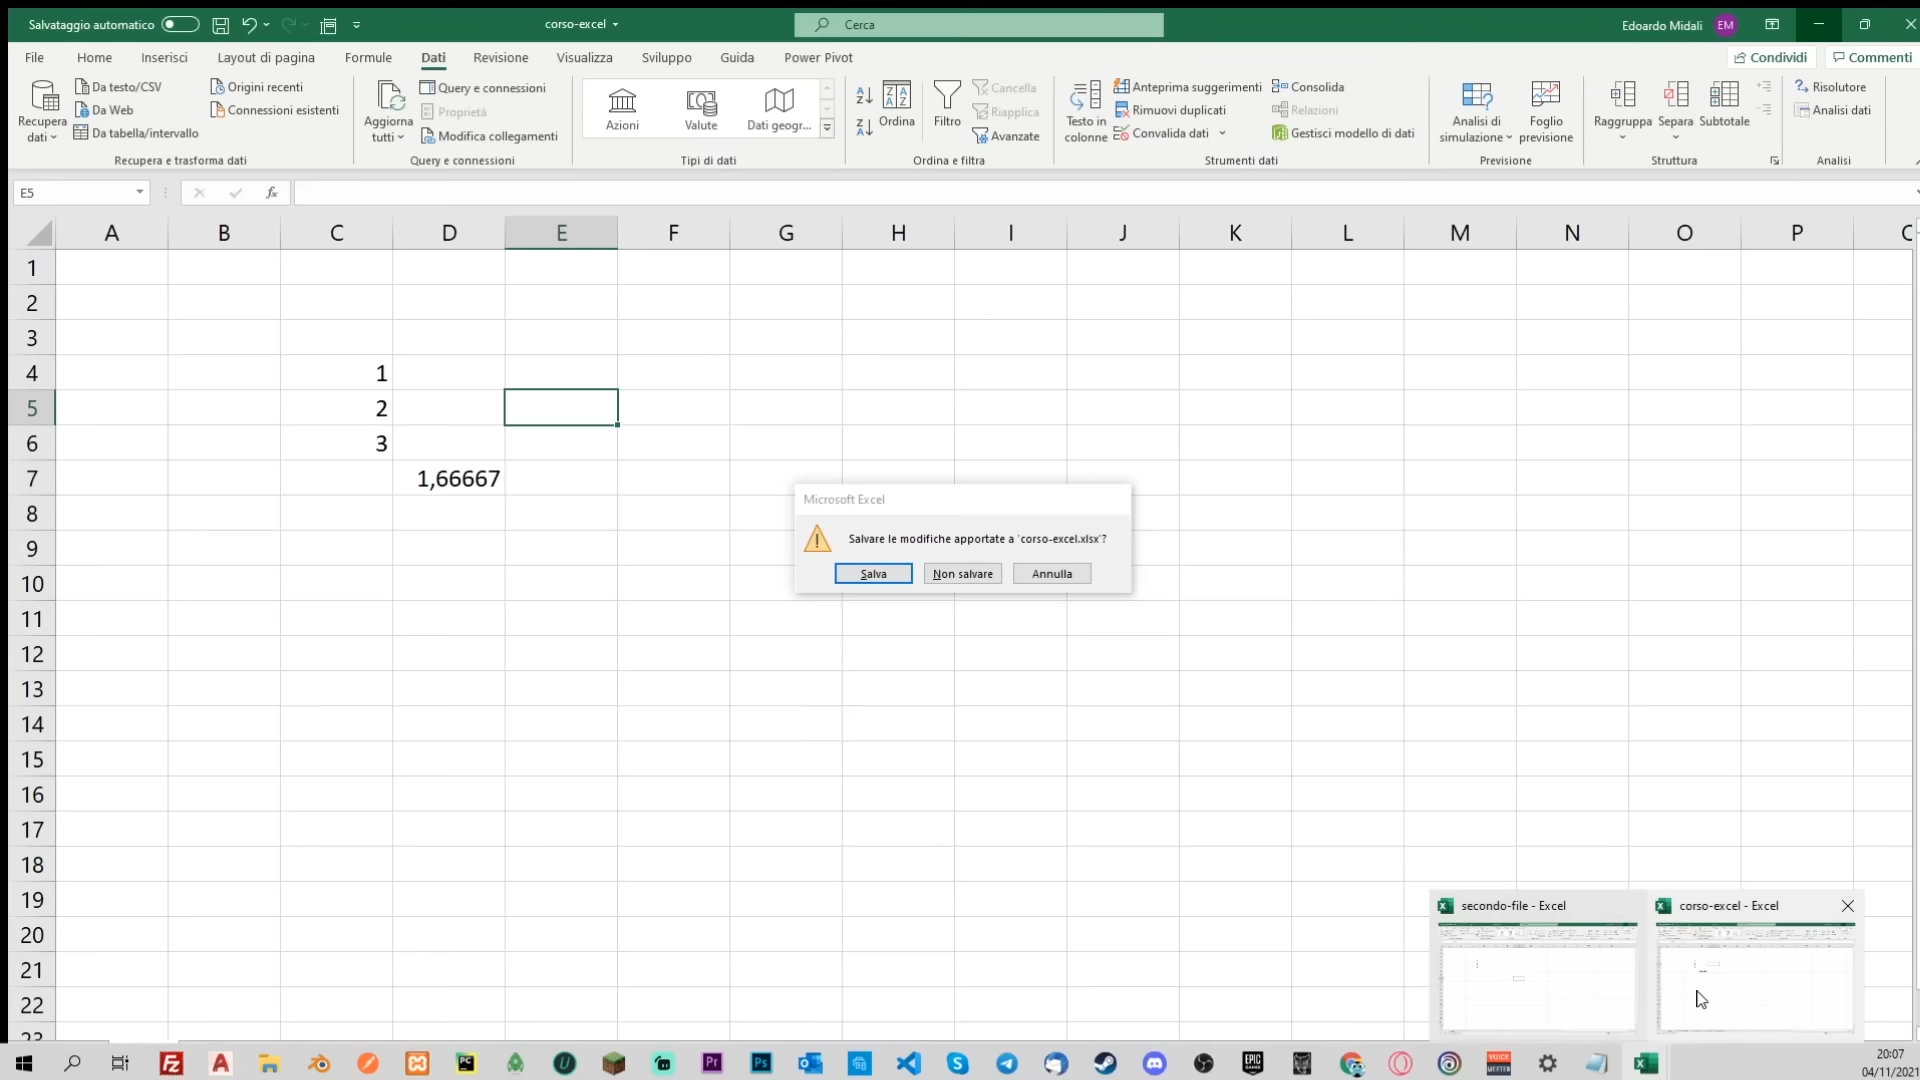 Salvataggio automatico
corso-excel
Cerca
Edoardo Midali EM
File Home Inserisci Layout di pagina Formule Dati Revisione Visualizza Sviluppo Guida Power Pivot
Condividi Commenti
Recupera dati
Da testo/CSV
Da Web
Da tabella/intervallo
Origini recenti
Connessioni esistenti
Recupera e trasforma dati
Aggiorna tutti
Query e connessioni
Proprietà
Modifica collegamenti
Query e connessioni
Azioni Valute Dati geogr...
Tipi di dati
Ordina
Filtro
Cancella
Riapplica
Avanzate
Ordina e filtra
Testo in colonne
Anteprima suggerimenti
Rimuovi duplicati
Convalida dati
Consolida
Relazioni
Gestisci modello di dati
Strumenti dati
Analisi di simulazione
Foglio previsione
Previsione
Raggruppa Separa Subtotale
Struttura
Risolutore
Analisi dati
Analisi
E5
fx
A B C D E F G H I J K L M N O P
1
2
3
4 1
5 2
6 3
7 1,66667
8
9
10
11
12
13
14
15
16
17
18
19
20
21
22
23
Microsoft Excel
Salvare le modifiche apportate a 'corso-excel.xlsx'?
Salva Non salvare Annulla
secondo-file - Excel
corso-excel - Excel
20:07
04/11/2021